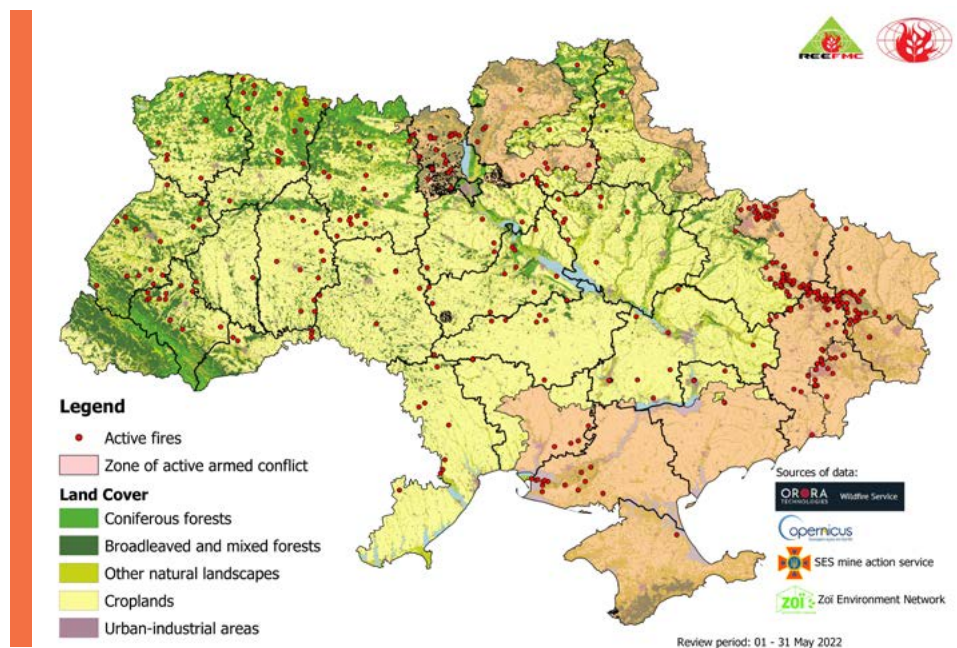 REEFMC
Legend
Active fires
Zone of active armed conflict
Land Cover
Coniferous forests
Broadleaved and mixed forests
Other natural landscapes
Croplands
Urban-industrial areas
Sources of data:
ORORA
TECHNOLOGIES
Wildfire Service
opernicus
SES mine action service
zoï
Zoï Environment Network
Review period: 01 - 31 May 2022